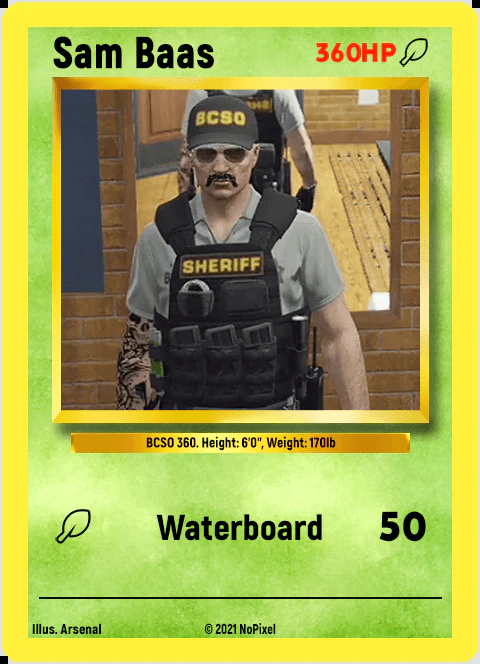 Sam Baas
360HP
BCSO
SHERIFF
BCSO 360. Height: 6'0", Weight: 170lb
Waterboard 50
Illus. Arsenal
© 2021 NoPixel